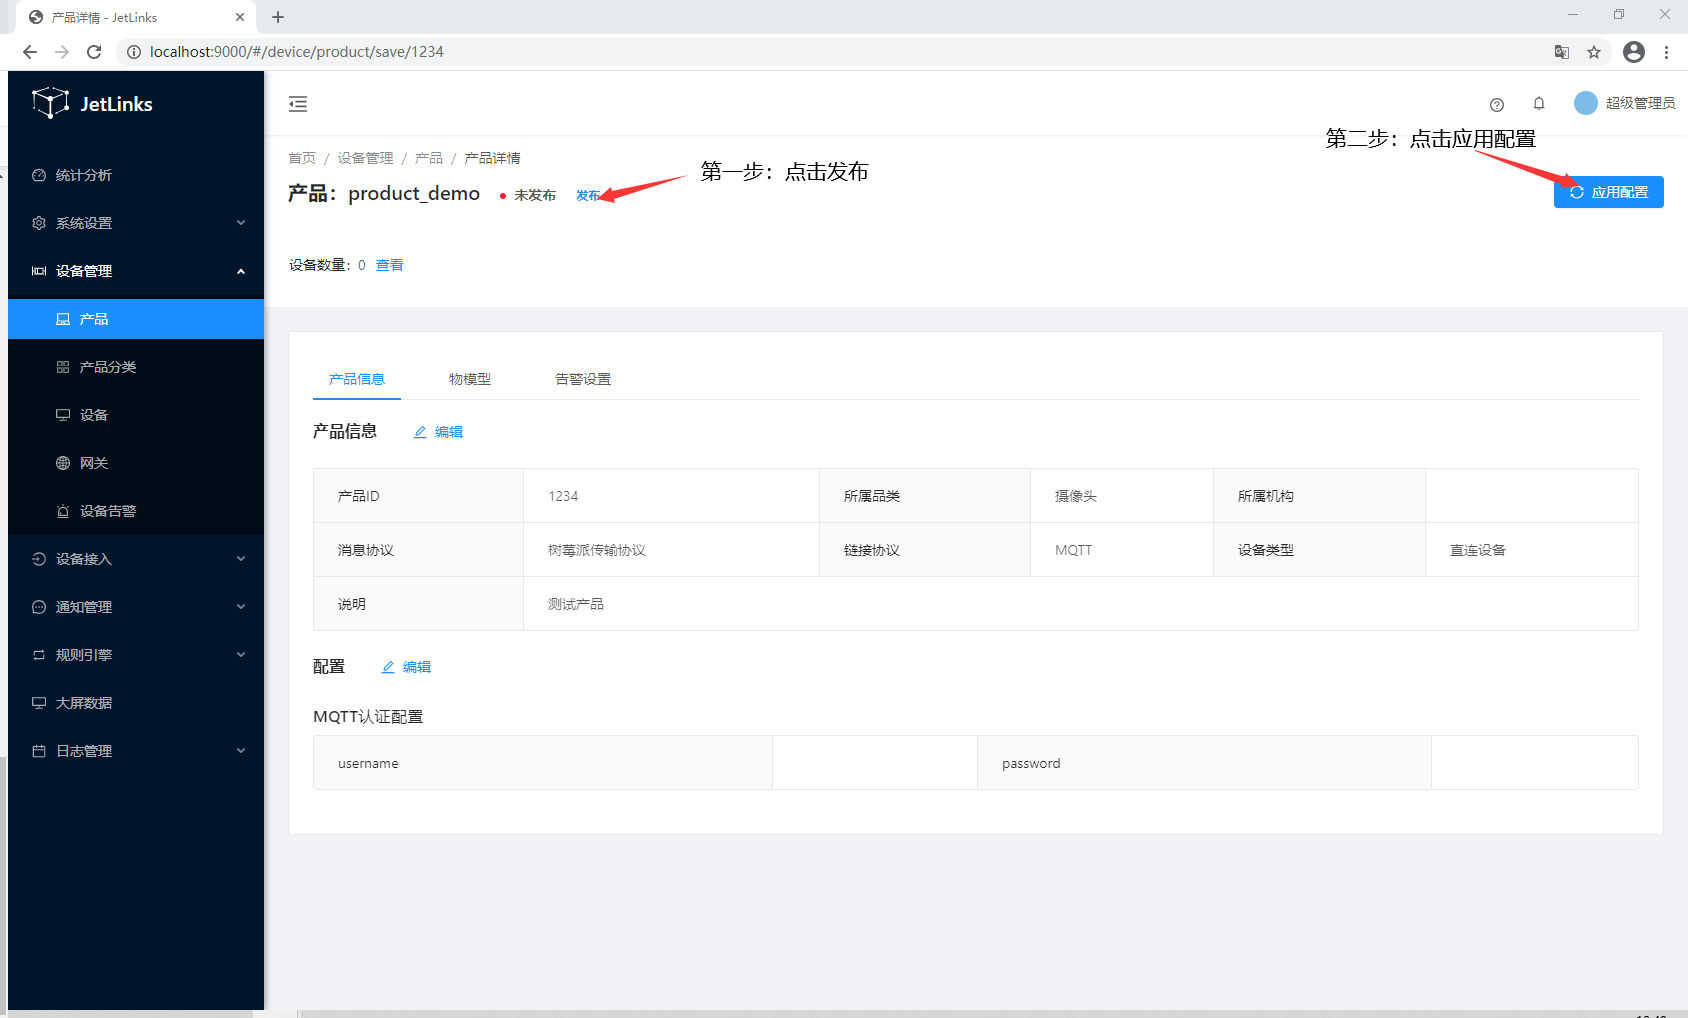 产品详情 - JetLinks
localhost:9000/#/device/product/save/1234
JetLinks
超级管理员
第二步：点击应用配置
首页 / 设备管理 / 产品 / 产品详情
第一步：点击发布
产品：product_demo 未发布 发布
应用配置
设备数量：0 查看
统计分析
系统设置
设备管理
产品
产品分类
设备
网关
设备告警
设备接入
通知管理
规则引擎
大屏数据
日志管理
产品信息 物模型 告警设置
产品信息 编辑
产品ID 1234 所属品类 摄像头 所属机构
消息协议 树莓派传输协议 链接协议 MQTT 设备类型 直连设备
说明 测试产品
配置 编辑
MQTT认证配置
username password